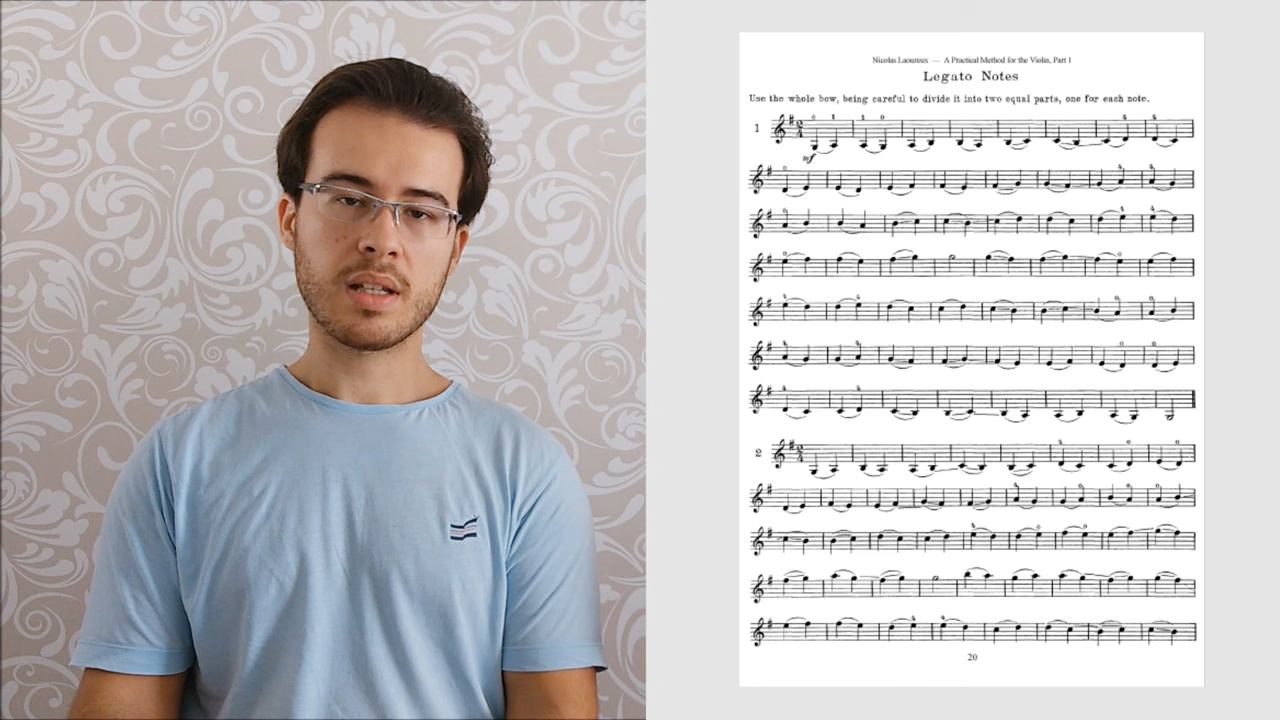 Nicolas Laoureux — A Practical Method for the Violin, Part 1
Legato Notes
Use the whole bow, being careful to divide it into two equal parts, one for each note.
1
mf
2
20